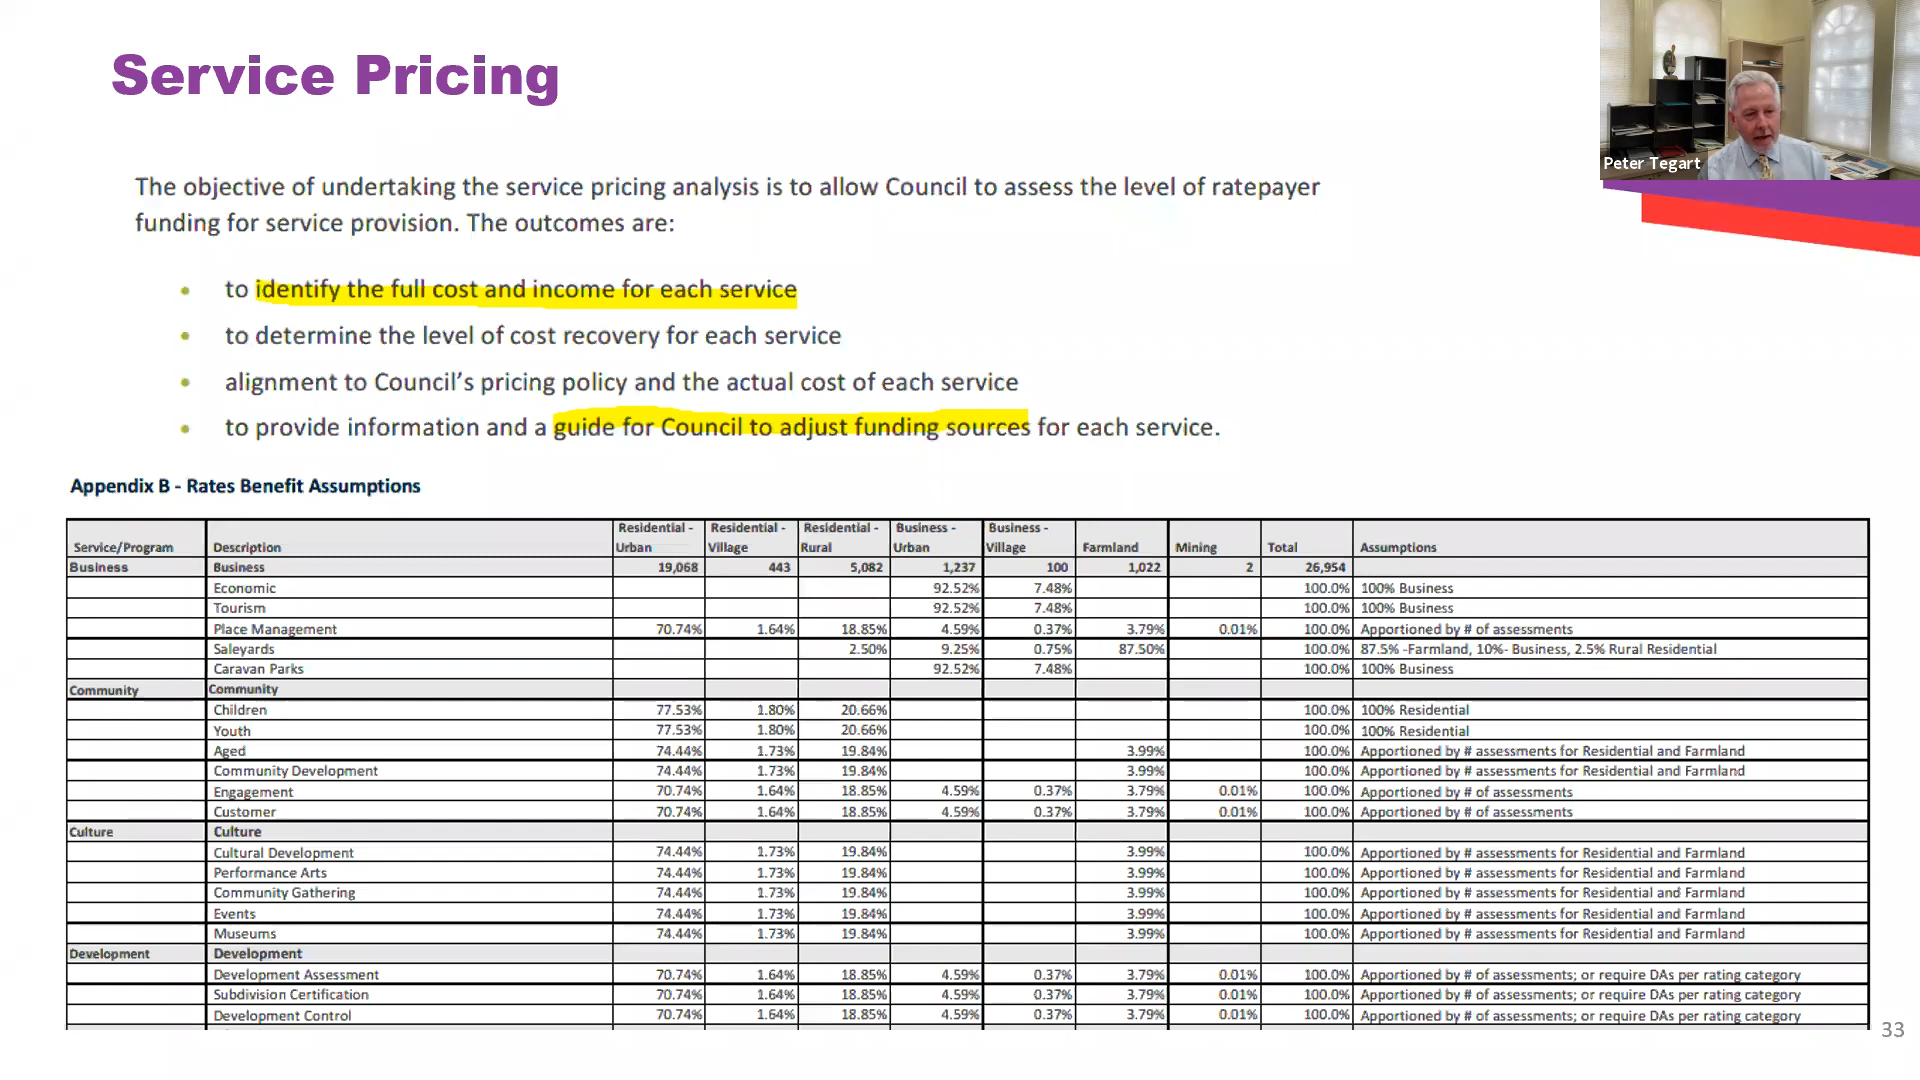 Service Pricing
Peter Tegart
The objective of undertaking the service pricing analysis is to allow Council to assess the level of ratepayer
funding for service provision. The outcomes are:
• to identify the full cost and income for each service
• to determine the level of cost recovery for each service
• alignment to Council's pricing policy and the actual cost of each service
• to provide information and a guide for Council to adjust funding sources for each service.
Appendix B - Rates Benefit Assumptions
Service/Program Description Residential - Urban Residential - Village Residential - Rural Business - Urban Business - Village Farmland Mining Total Assumptions
Business Business 19,068 443 5,082 1,237 100 1,022 2 26,954
Economic 92.52% 7.48% 100.0% 100% Business
Tourism 92.52% 7.48% 100.0% 100% Business
Place Management 70.74% 1.64% 18.85% 4.59% 0.37% 3.79% 0.01% 100.0% Apportioned by # of assessments
Saleyards 2.50% 9.25% 0.75% 87.50% 100.0% 87.5% -Farmland, 10%- Business, 2.5% Rural Residential
Caravan Parks 92.52% 7.48% 100.0% 100% Business
Community Community
Children 77.53% 1.80% 20.66% 100.0% 100% Residential
Youth 77.53% 1.80% 20.66% 100.0% 100% Residential
Aged 74.44% 1.73% 19.84% 3.99% 100.0% Apportioned by # assessments for Residential and Farmland
Community Development 74.44% 1.73% 19.84% 3.99% 100.0% Apportioned by # assessments for Residential and Farmland
Engagement 70.74% 1.64% 18.85% 4.59% 0.37% 3.79% 0.01% 100.0% Apportioned by # of assessments
Customer 70.74% 1.64% 18.85% 4.59% 0.37% 3.79% 0.01% 100.0% Apportioned by # of assessments
Culture Culture
Cultural Development 74.44% 1.73% 19.84% 3.99% 100.0% Apportioned by # assessments for Residential and Farmland
Performance Arts 74.44% 1.73% 19.84% 3.99% 100.0% Apportioned by # assessments for Residential and Farmland
Community Gathering 74.44% 1.73% 19.84% 3.99% 100.0% Apportioned by # assessments for Residential and Farmland
Events 74.44% 1.73% 19.84% 3.99% 100.0% Apportioned by # assessments for Residential and Farmland
Museums 74.44% 1.73% 19.84% 3.99% 100.0% Apportioned by # assessments for Residential and Farmland
Development Development
Development Assessment 70.74% 1.64% 18.85% 4.59% 0.37% 3.79% 0.01% 100.0% Apportioned by # of assessments; or require DAs per rating category
Subdivision Certification 70.74% 1.64% 18.85% 4.59% 0.37% 3.79% 0.01% 100.0% Apportioned by # of assessments; or require DAs per rating category
Development Control 70.74% 1.64% 18.85% 4.59% 0.37% 3.79% 0.01% 100.0% Apportioned by # of assessments; or require DAs per rating category
33